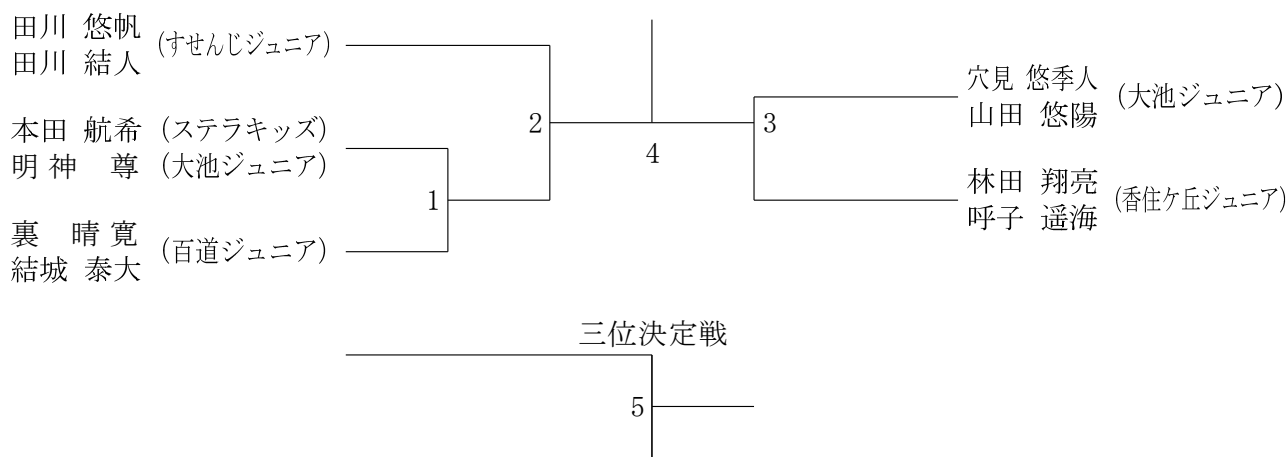 田川 悠帆
田川 結人
(すせんじジュニア)
本田 航希 (ステラキッズ)
明神 尊 (大池ジュニア)
裏 晴寛
結城 泰大
(百道ジュニア)
1
2
4
3
穴見 悠季人
山田 悠陽
(大池ジュニア)
林田 翔亮
呼子 遥海
(香住ケ丘ジュニア)
三位決定戦
5